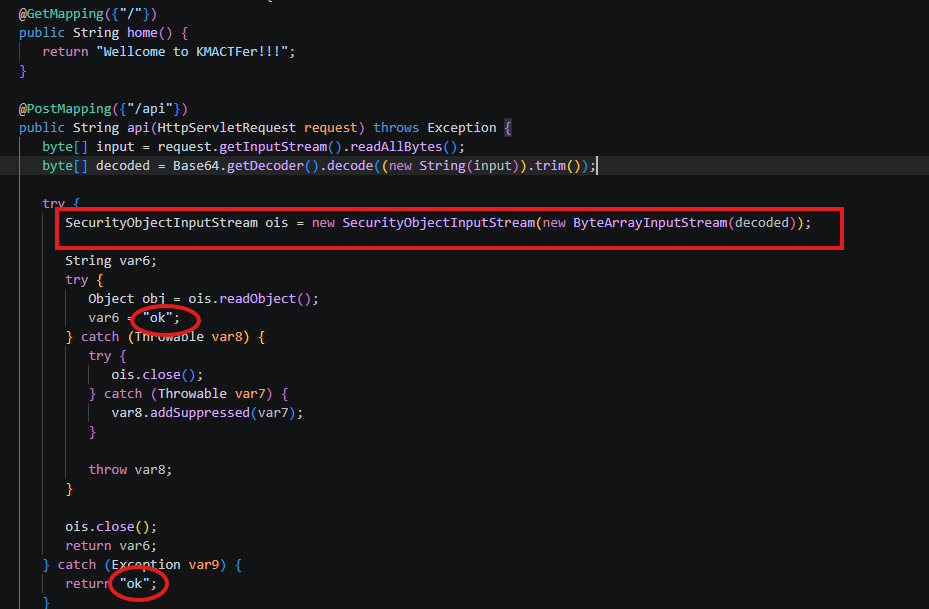 @GetMapping({"/"})
public String home() {
return "Wellcome to KMACTFer!!!";
}
@PostMapping({"/api"})
public String api(HttpServletRequest request) throws Exception {
byte[] input = request.getInputStream().readAllBytes();
byte[] decoded = Base64.getDecoder().decode((new String(input)).trim());
try {
SecurityObjectInputStream ois = new SecurityObjectInputStream(new ByteArrayInputStream(decoded));
String var6;
try {
Object obj = ois.readObject();
var6 = "ok";
} catch (Throwable var8) {
try {
ois.close();
} catch (Throwable var7) {
var8.addSuppressed(var7);
}
throw var8;
}
ois.close();
return var6;
} catch (Exception var9) {
return "ok";
}